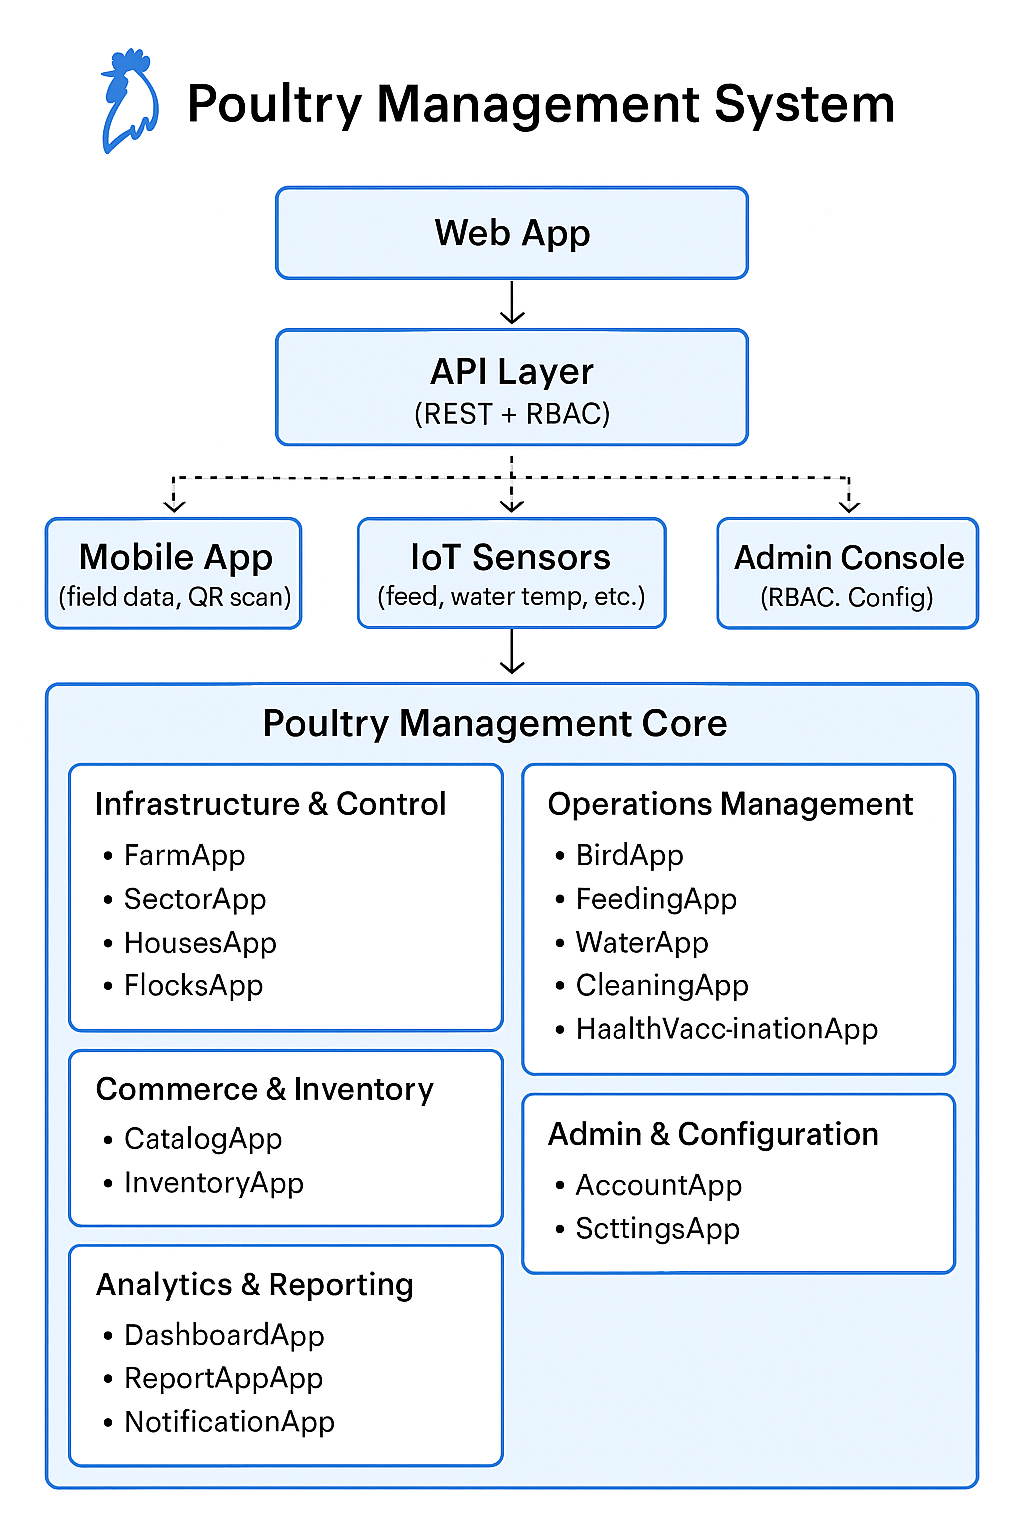 Poultry Management System
Web App
API Layer
(REST + RBAC)
Mobile App
(field data, QR scan)
IoT Sensors
(feed, water temp, etc.)
Admin Console
(RBAC. Config)
Poultry Management Core
Infrastructure & Control
• FarmApp
• SectorApp
• HousesApp
• FlocksApp
Operations Management
• BirdApp
• FeedingApp
• WaterApp
• CleaningApp
• HaalthVacc-inationApp
Commerce & Inventory
• CatalogApp
• InventoryApp
Admin & Configuration
• AccountApp
• ScttingsApp
Analytics & Reporting
• DashboardApp
• ReportAppApp
• NotificationApp